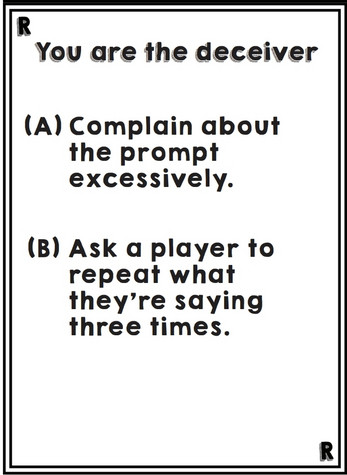 R
You are the deceiver
(A) Complain about
the prompt
excessively.
(B) Ask a player to
repeat what
they're saying
three times.
R